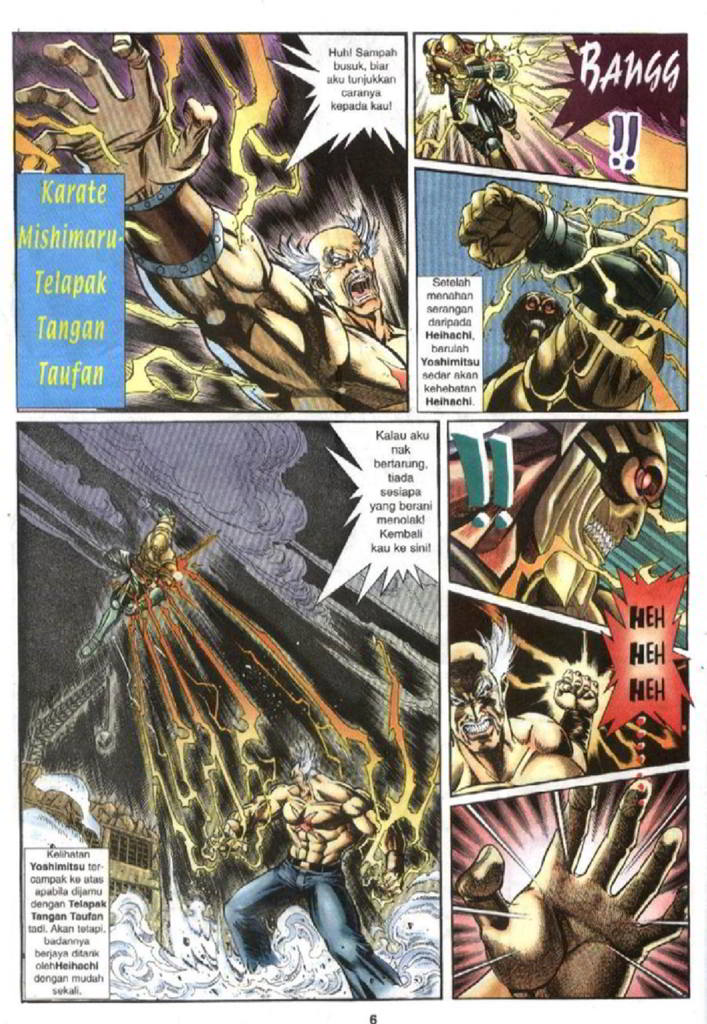 Huh! Sampah
busuk, biar
aku tunjukkan
caranya
kepada kau!
Karate
Mishimaru-
Telapak
Tangan
Taufan
BANGG
!!
Setelah
menahan
serangan
daripada
Heihachi,
barulah
Yoshimitsu
sedar akan
kehebatan
Heihachi.
Kalau aku
nak
bertarung,
tiada
sesiapa
yang berani
menolak!
Kembali
kau ke sini!
Kelihatan
Yoshimitsu ter-
campak ke atas
apabila dijamu
dengan Telapak
Tangan Taufan
tadi. Akan tetapi,
badannya
berjaya ditarik
olehHeihachi
dengan mudah
sekali.
!!
HEH
HEH
HEH
6